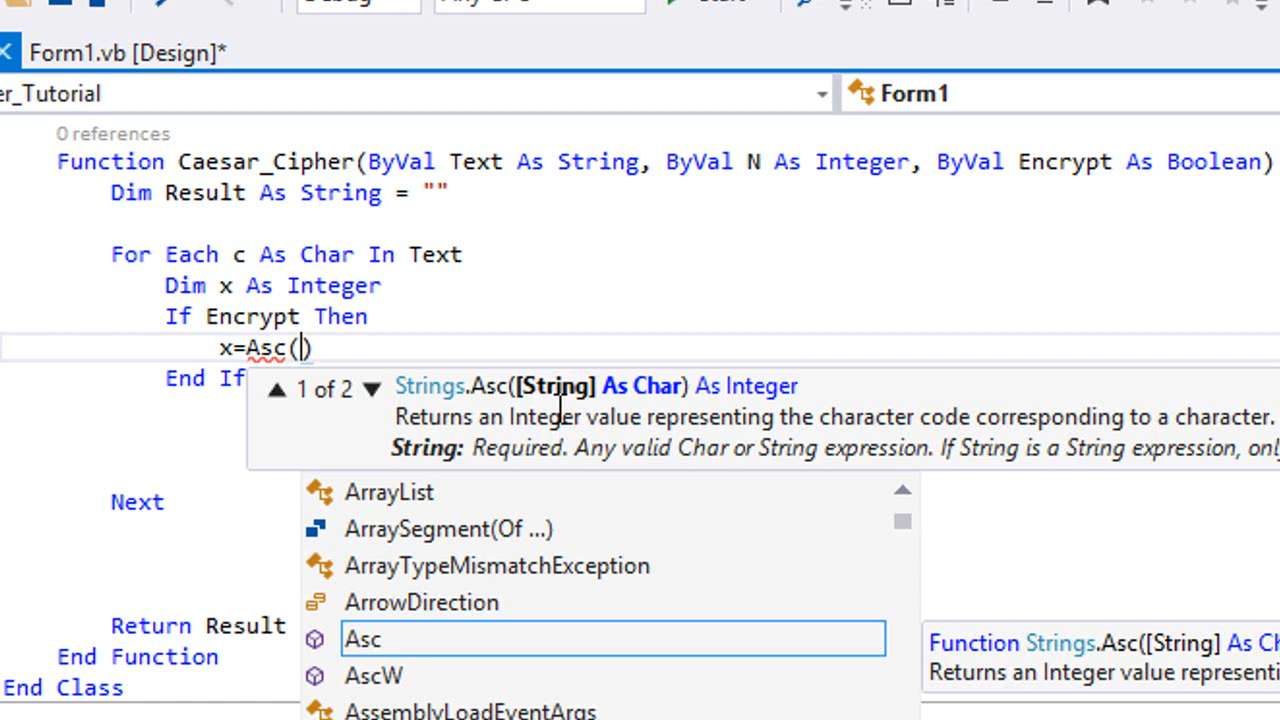 Form1.vb [Design]*
er_Tutorial
Form1
0 references
Function Caesar_Cipher(ByVal Text As String, ByVal N As Integer, ByVal Encrypt As Boolean)
Dim Result As String = ""
For Each c As Char In Text
Dim x As Integer
If Encrypt Then
x=Asc()
End If
1 of 2 Strings.Asc([String] As Char) As Integer
Returns an Integer value representing the character code corresponding to a character.
String: Required. Any valid Char or String expression. If String is a String expression, onl
ArrayList
Next
ArraySegment(Of ...)
ArrayTypeMismatchException
ArrowDirection
Return Result
Asc
Function Strings.Asc([String] As Ch
End Function
AscW
Returns an Integer value representi
End Class
AssemblyLoadEventArgs